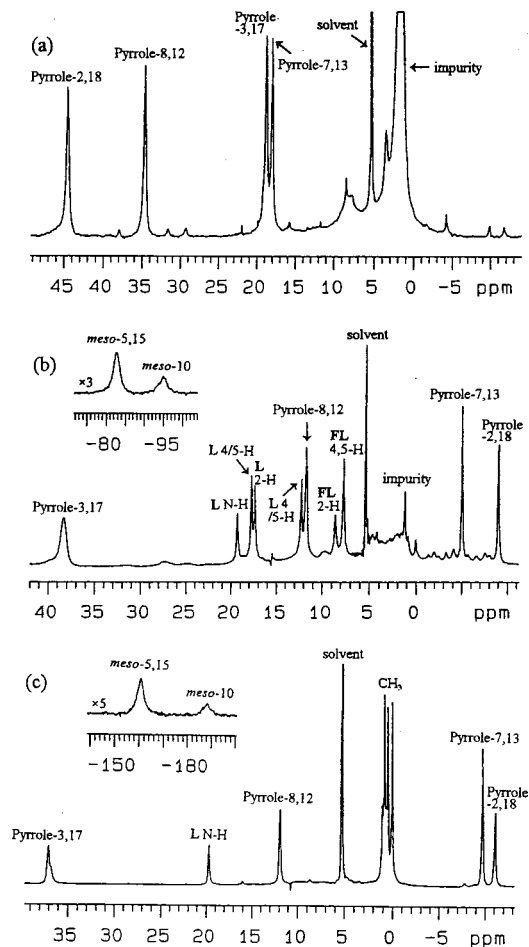 (a)
Pyrrole-2,18
Pyrrole-8,12
Pyrrole
-3,17
Pyrrole-7,13
solvent
impurity
45 40 35 30 25 20 15 10 5 0 -5 ppm
(b)
meso-5,15
meso-10
×3
-80 -95
Pyrrole-3,17
L N-H
L 4/5-H
L
2-H
Pyrrole-8,12
L 4
/5-H
FL
2-H
FL
4,5-H
solvent
impurity
Pyrrole-7,13
Pyrrole
-2,18
40 35 30 25 20 15 10 5 0 ppm
(c)
meso-5,15
meso-10
×5
-150 -180
Pyrrole-3,17
L N-H
Pyrrole-8,12
solvent
CH3
Pyrrole-7,13
Pyrrole
-2,18
35 30 25 20 15 10 5 0 ppm